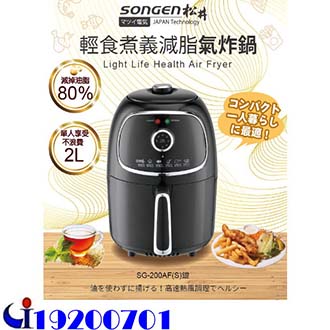 SONGEN松井
マツイ電気 JAPAN Technology
輕食煮義減脂氣炸鍋
Light Life Health Air Fryer
減掉油脂
80%
單人享受
不浪費
2L
コンパクト
一人暮らし
に最適！
SG-200AF(S)銀
油を使わずに揚げる！高速熱風調理でヘルシー
19200701